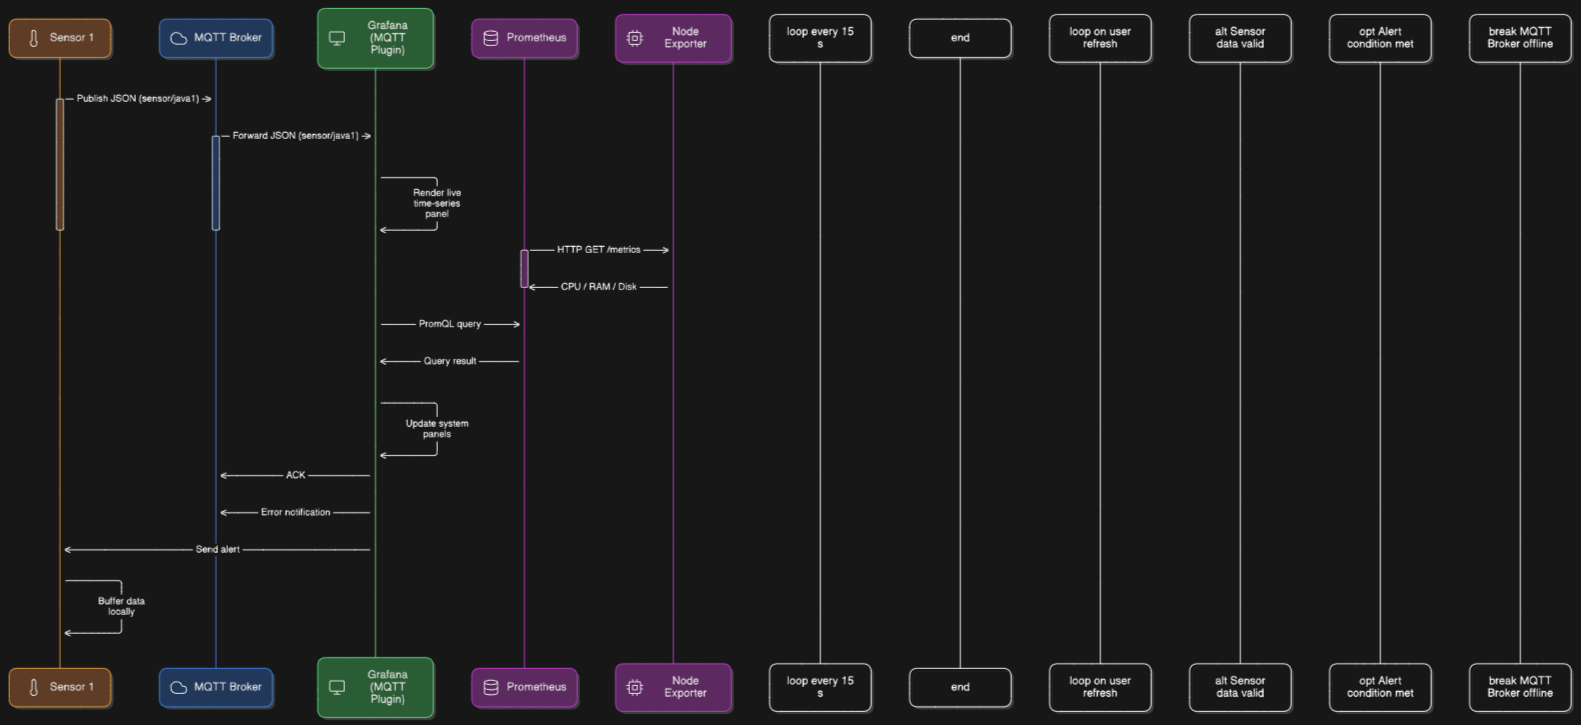 Sensor 1
MQTT Broker
Grafana
(MQTT
Plugin)
Prometheus
Node
Exporter
loop every 15
s
end
loop on user
refresh
alt Sensor
data valid
opt Alert
condition met
break MQTT
Broker offline
Publish JSON (sensor/java1)
Forward JSON (sensor/java1)
Render live
time-series
panel
HTTP GET /metrios
CPU / RAM / Disk
PromQL query
Query result
Update system
panels
ACK
Error notification
Send alert
Buffer data
locally
Sensor 1
MQTT Broker
Grafana
(MQTT
Plugin)
Prometheus
Node
Exporter
loop every 15
s
end
loop on user
refresh
alt Sensor
data valid
opt Alert
condition met
break MQTT
Broker offline